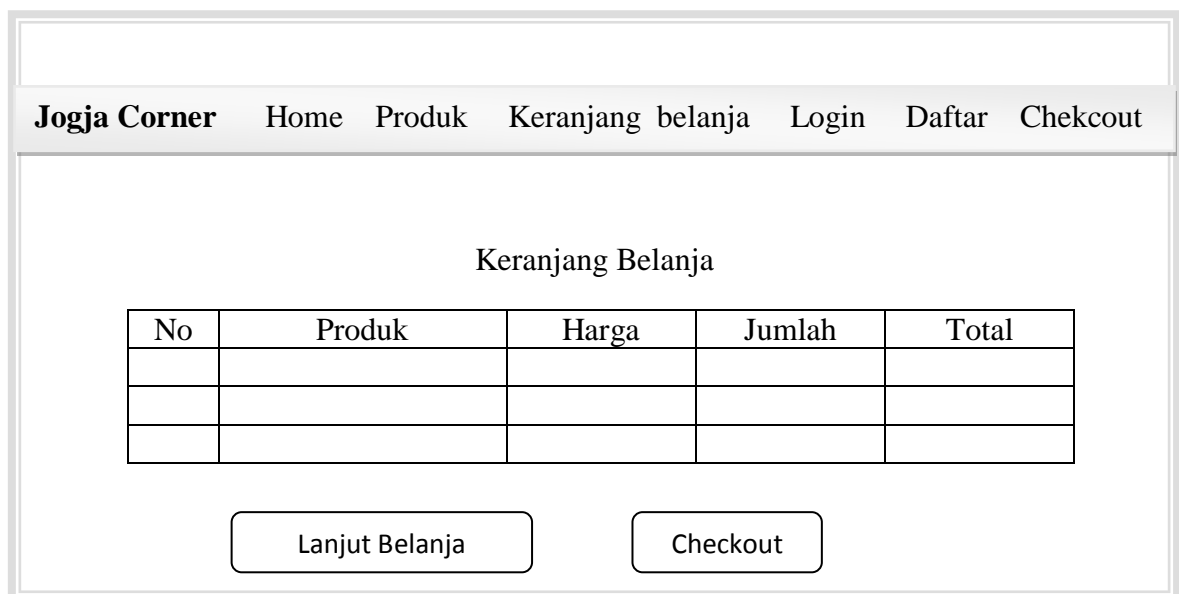 Jogja Corner Home Produk Keranjang belanja Login Daftar Chekcout
Keranjang Belanja
No Produk Harga Jumlah Total
Lanjut Belanja Checkout